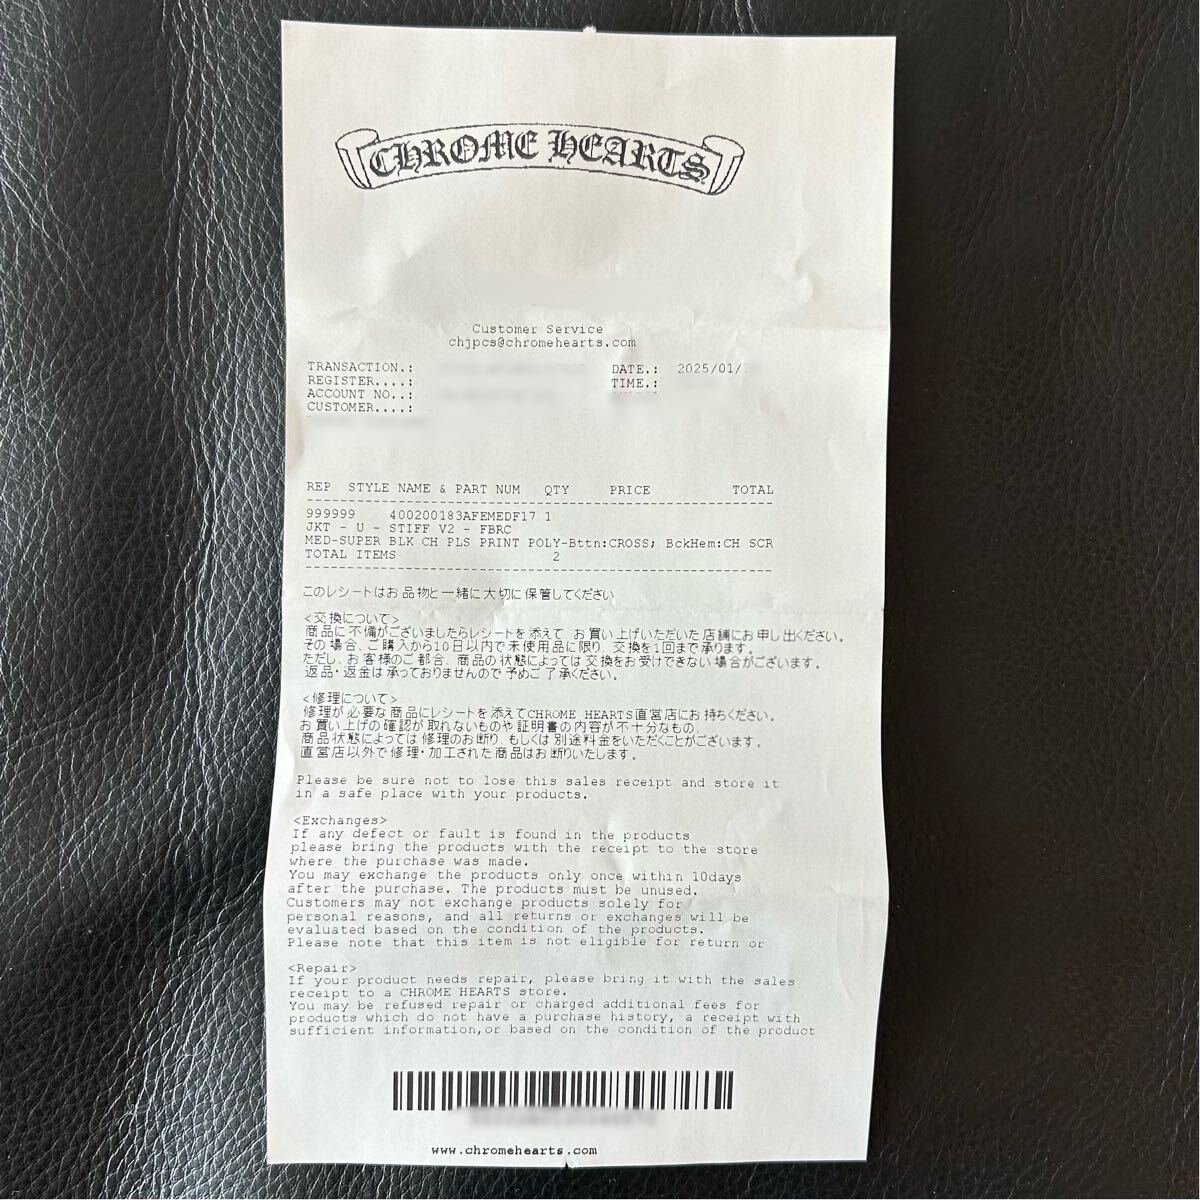 CHROME HEARTS
Customer Service
chjpcs@chromehearts.com
TRANSACTION.: DATE.: 2025/01/
REGISTER....: TIME.:
ACCOUNT NO..:
CUSTOMER....:
REP STYLE NAME & PART NUM QTY PRICE TOTAL
999999 400200183AFEMEDF17 1
JKT - U - STIFF V2 - FBRC
MED-SUPER BLK CH PLS PRINT POLY-Bttn:CROSS; BckHem:CH SCR
TOTAL ITEMS 2
このレシートはお品物と一緒に大切に保管してください
<交換について>
商品に不備がございましたらレシートを添えて、お買い上げいただいた店舗にお申し出ください。
その場合、ご購入から10日以内で未使用品に限り、交換を1回まで承ります。
ただし、お客様のご都合、商品の状態によっては交換をお受けできない場合がございます。
返品・返金は承っておりませんので予めご了承ください。
<修理について>
修理が必要な商品にレシートを添えてCHROME HEARTS直営店にお持ちください。
お買い上げの確認が取れないものや証明書の内容が不十分なもの、
商品状態によっては修理のお断り、もしくは別途料金をいただくことがございます。
直営店以外で修理・加工された商品はお断りいたします。
Please be sure not to lose this sales receipt and store it
in a safe place with your products.
<Exchanges>
If any defect or fault is found in the products
please bring the products with the receipt to the store
where the purchase was made.
You may exchange the products only once within 10days
after the purchase. The products must be unused.
Customers may not exchange products solely for
personal reasons, and all returns or exchanges will be
evaluated based on the condition of the products.
Please note that this item is not eligible for return or
<Repair>
If your product needs repair, please bring it with the sales
receipt to a CHROME HEARTS store.
You may be refused repair or charged additional fees for
products which do not have a purchase history, a receipt with
sufficient information,or based on the condition of the product
www.chromehearts.com